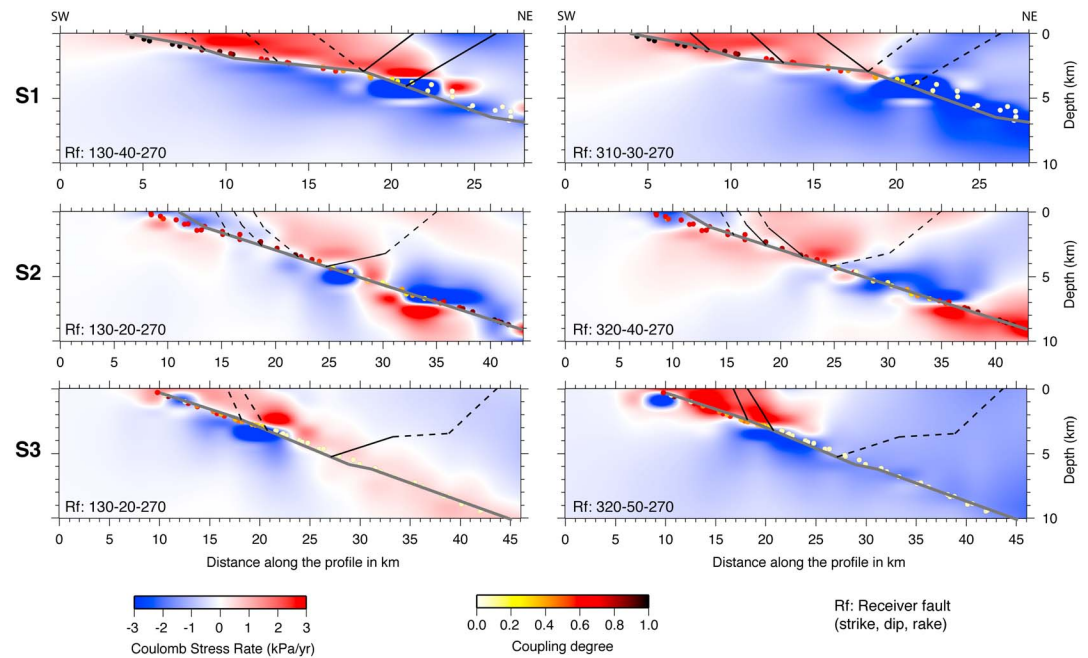 SW NE SW NE
S1
Rf: 130-40-270
Rf: 310-30-270
0
5
10
Depth (km)
0 5 10 15 20 25
0 5 10 15 20 25
S2
Rf: 130-20-270
Rf: 320-40-270
0
5
10
Depth (km)
0 5 10 15 20 25 30 35 40
0 5 10 15 20 25 30 35 40
S3
Rf: 130-20-270
Rf: 320-50-270
0
5
10
Depth (km)
0 5 10 15 20 25 30 35 40 45
0 5 10 15 20 25 30 35 40 45
Distance along the profile in km
Distance along the profile in km
-3 -2 -1 0 1 2 3
Coulomb Stress Rate (kPa/yr)
0.0 0.2 0.4 0.6 0.8 1.0
Coupling degree
Rf: Receiver fault
(strike, dip, rake)